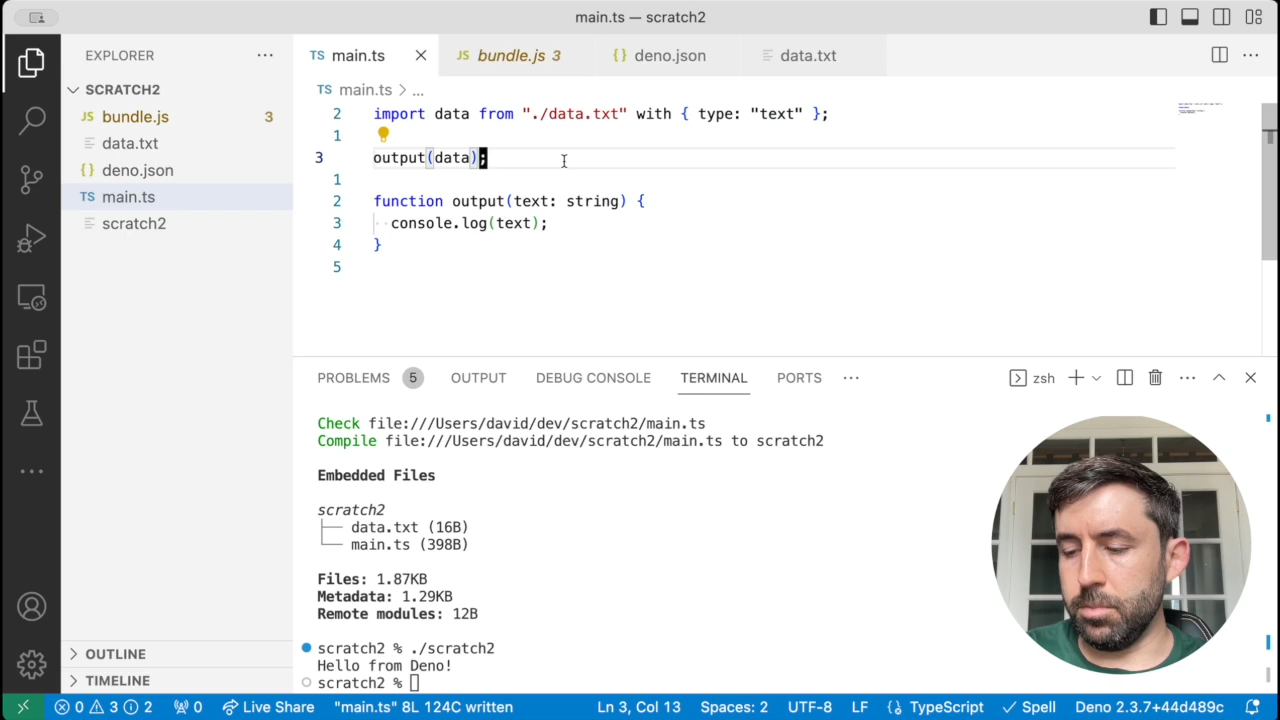 main.ts — scratch2
EXPLORER ···
TS main.ts
JS bundle.js 3
{} deno.json
data.txt
SCRATCH2
JS bundle.js 3
data.txt
{} deno.json
TS main.ts
scratch2
OUTLINE
TIMELINE
TS main.ts > ...
2 import data from "./data.txt" with { type: "text" };
1
3 output(data);
1
2 function output(text: string) {
3 console.log(text);
4 }
5
PROBLEMS 5 OUTPUT DEBUG CONSOLE TERMINAL PORTS ···
zsh
Check file:///Users/david/dev/scratch2/main.ts
Compile file:///Users/david/dev/scratch2/main.ts to scratch2
Embedded Files
scratch2
├── data.txt (16B)
└── main.ts (398B)
Files: 1.87KB
Metadata: 1.29KB
Remote modules: 12B
scratch2 % ./scratch2
Hello from Deno!
scratch2 %
0 3 2 0 Live Share "main.ts" 8L 124C written Ln 3, Col 13 Spaces: 2 UTF-8 LF {} TypeScript Spell Deno 2.3.7+44d489c